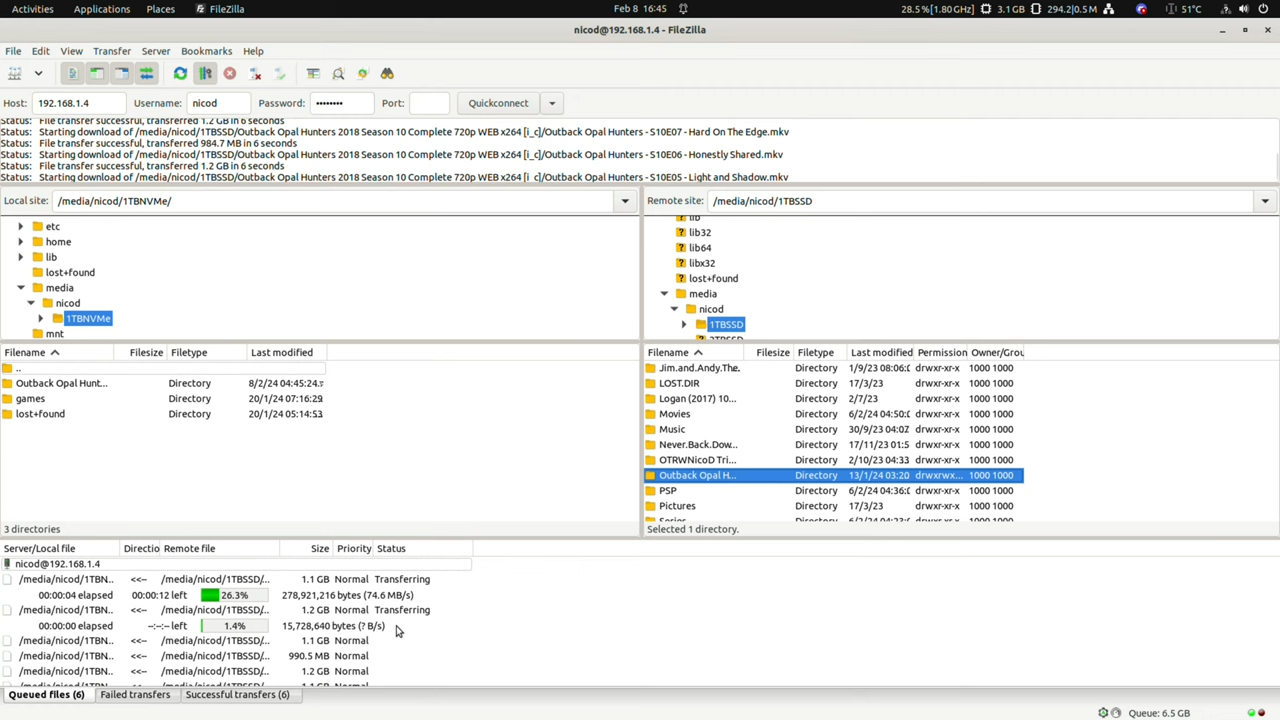 Activities Applications Places FileZilla Feb 8 16:45 28.5%[1.80GHz] 3.1GB 294.2|0.5M 51°C
nicod@192.168.1.4 - FileZilla
File Edit View Transfer Server Bookmarks Help
Host: 192.168.1.4 Username: nicod Password: •••••••• Port: Quickconnect
Status: File transfer successful, transferred 1.2 GB in 6 seconds
Status: Starting download of /media/nicod/1TBSSD/Outback Opal Hunters 2018 Season 10 Complete 720p WEB x264 [i_c]/Outback Opal Hunters - S10E07 - Hard On The Edge.mkv
Status: File transfer successful, transferred 984.7 MB in 6 seconds
Status: Starting download of /media/nicod/1TBSSD/Outback Opal Hunters 2018 Season 10 Complete 720p WEB x264 [i_c]/Outback Opal Hunters - S10E06 - Honestly Shared.mkv
Status: File transfer successful, transferred 1.2 GB in 6 seconds
Status: Starting download of /media/nicod/1TBSSD/Outback Opal Hunters 2018 Season 10 Complete 720p WEB x264 [i_c]/Outback Opal Hunters - S10E05 - Light and Shadow.mkv
Local site: /media/nicod/1TBNVMe/
etc
home
lib
lost+found
media
nicod
1TBNVMe
mnt
Remote site: /media/nicod/1TBSSD
lib
lib32
lib64
libx32
lost+found
media
nicod
1TBSSD
Filename Filesize Filetype Last modified
..
Outback Opal Hunt... Directory 8/2/24 04:45:24
games Directory 20/1/24 07:16:29
lost+found Directory 20/1/24 05:14:53
3 directories
Filename Filesize Filetype Last modified Permission Owner/Grou
Jim.and.Andy.The. Directory 1/9/23 08:06:0 drwxr-xr-x 1000 1000
LOST.DIR Directory 17/3/23 drwxr-xr-x 1000 1000
Logan (2017) 10... Directory 2/7/23 drwxr-xr-x 1000 1000
Movies Directory 6/2/24 04:50:0 drwxr-xr-x 1000 1000
Music Directory 30/9/23 04:07 drwxr-xr-x 1000 1000
Never.Back.Dow... Directory 17/11/23 01:5 drwxr-xr-x 1000 1000
OTRWNicoD Tri... Directory 2/10/23 04:33 drwxr-xr-x 1000 1000
Outback Opal H... Directory 13/1/24 03:20 drwxrwx... 1000 1000
PSP Directory 6/2/24 04:36:0 drwxr-xr-x 1000 1000
Pictures Directory 17/3/23 drwxr-xr-x 1000 1000
Series Directory drwxr-xr-x 1000 1000
Selected 1 directory.
Server/Local file Directio Remote file Size Priority Status
nicod@192.168.1.4
/media/nicod/1TBN.. <<-- /media/nicod/1TBSSD/... 1.1 GB Normal Transferring
00:00:04 elapsed 00:00:12 left 26.3% 278,921,216 bytes (74.6 MB/s)
/media/nicod/1TBN.. <<-- /media/nicod/1TBSSD/... 1.2 GB Normal Transferring
00:00:00 elapsed --:--:-- left 1.4% 15,728,640 bytes (? B/s)
/media/nicod/1TBN.. <<-- /media/nicod/1TBSSD/... 1.1 GB Normal
/media/nicod/1TBN.. <<-- /media/nicod/1TBSSD/... 990.5 MB Normal
/media/nicod/1TBN.. <<-- /media/nicod/1TBSSD/... 1.2 GB Normal
/media/nicod/1TBN.. <<-- /media/nicod/1TBSSD/... 1.1 GB Normal
Queued files (6) Failed transfers Successful transfers (6)
Queue: 6.5 GB